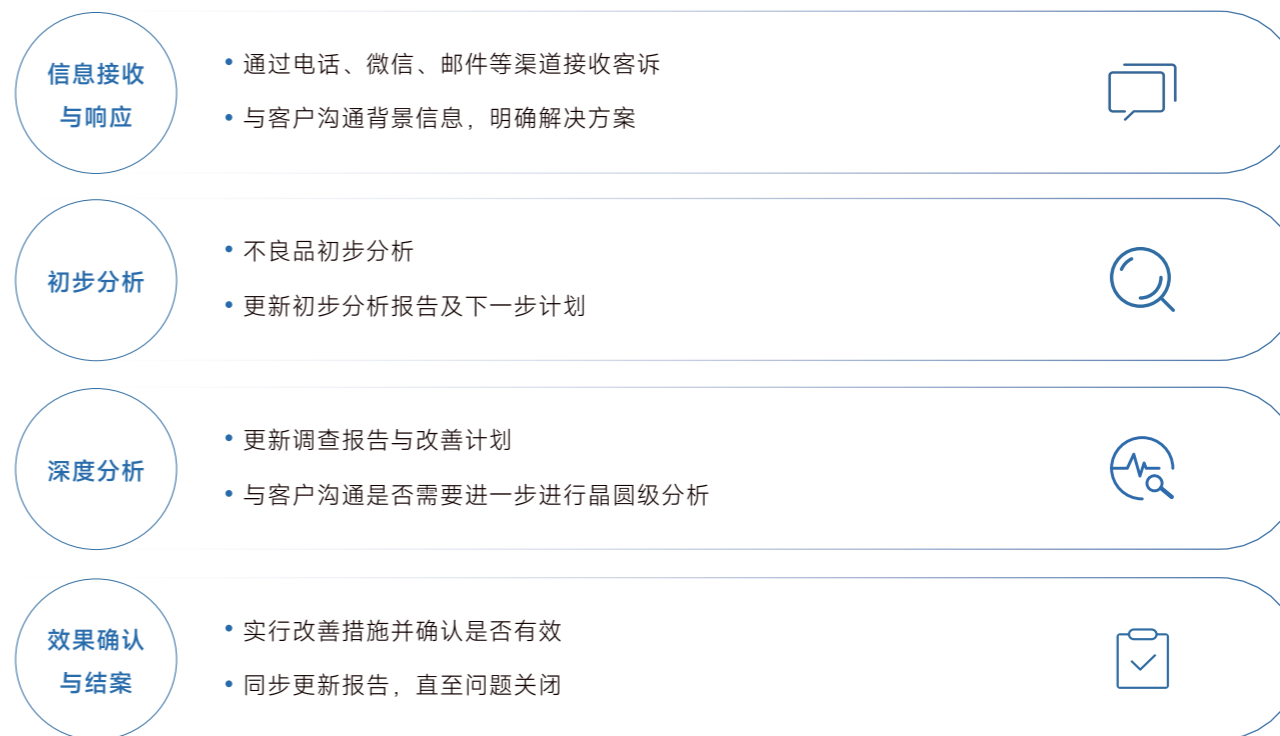 信息接收
与响应
• 通过电话、微信、邮件等渠道接收客诉
• 与客户沟通背景信息，明确解决方案
初步分析
• 不良品初步分析
• 更新初步分析报告及下一步计划
深度分析
• 更新调查报告与改善计划
• 与客户沟通是否需要进一步进行晶圆级分析
效果确认
与结案
• 实行改善措施并确认是否有效
• 同步更新报告，直至问题关闭